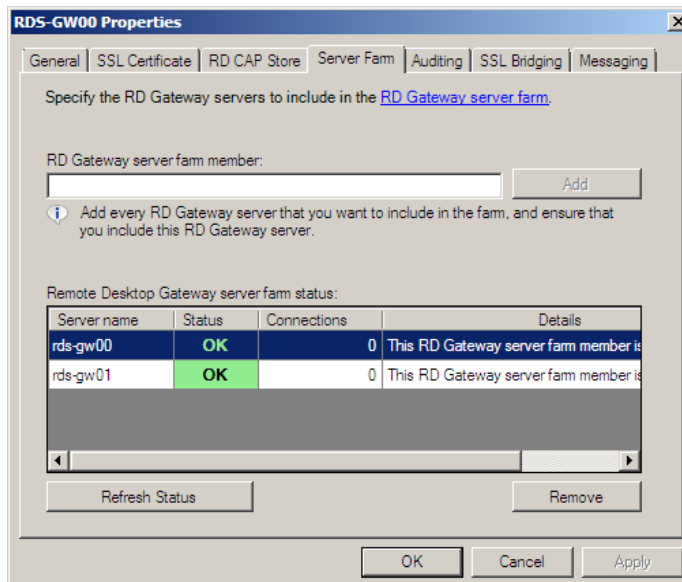 RDS-GW00 Properties
General SSL Certificate RD CAP Store Server Farm Auditing SSL Bridging Messaging
Specify the RD Gateway servers to include in the RD Gateway server farm.
RD Gateway server farm member:
Add
Add every RD Gateway server that you want to include in the farm, and ensure that
you include this RD Gateway server.
Remote Desktop Gateway server farm status:
Server name Status Connections Details
rds-gw00 OK 0 This RD Gateway server farm member is
rds-gw01 OK 0 This RD Gateway server farm member is
Refresh Status Remove
OK Cancel Apply